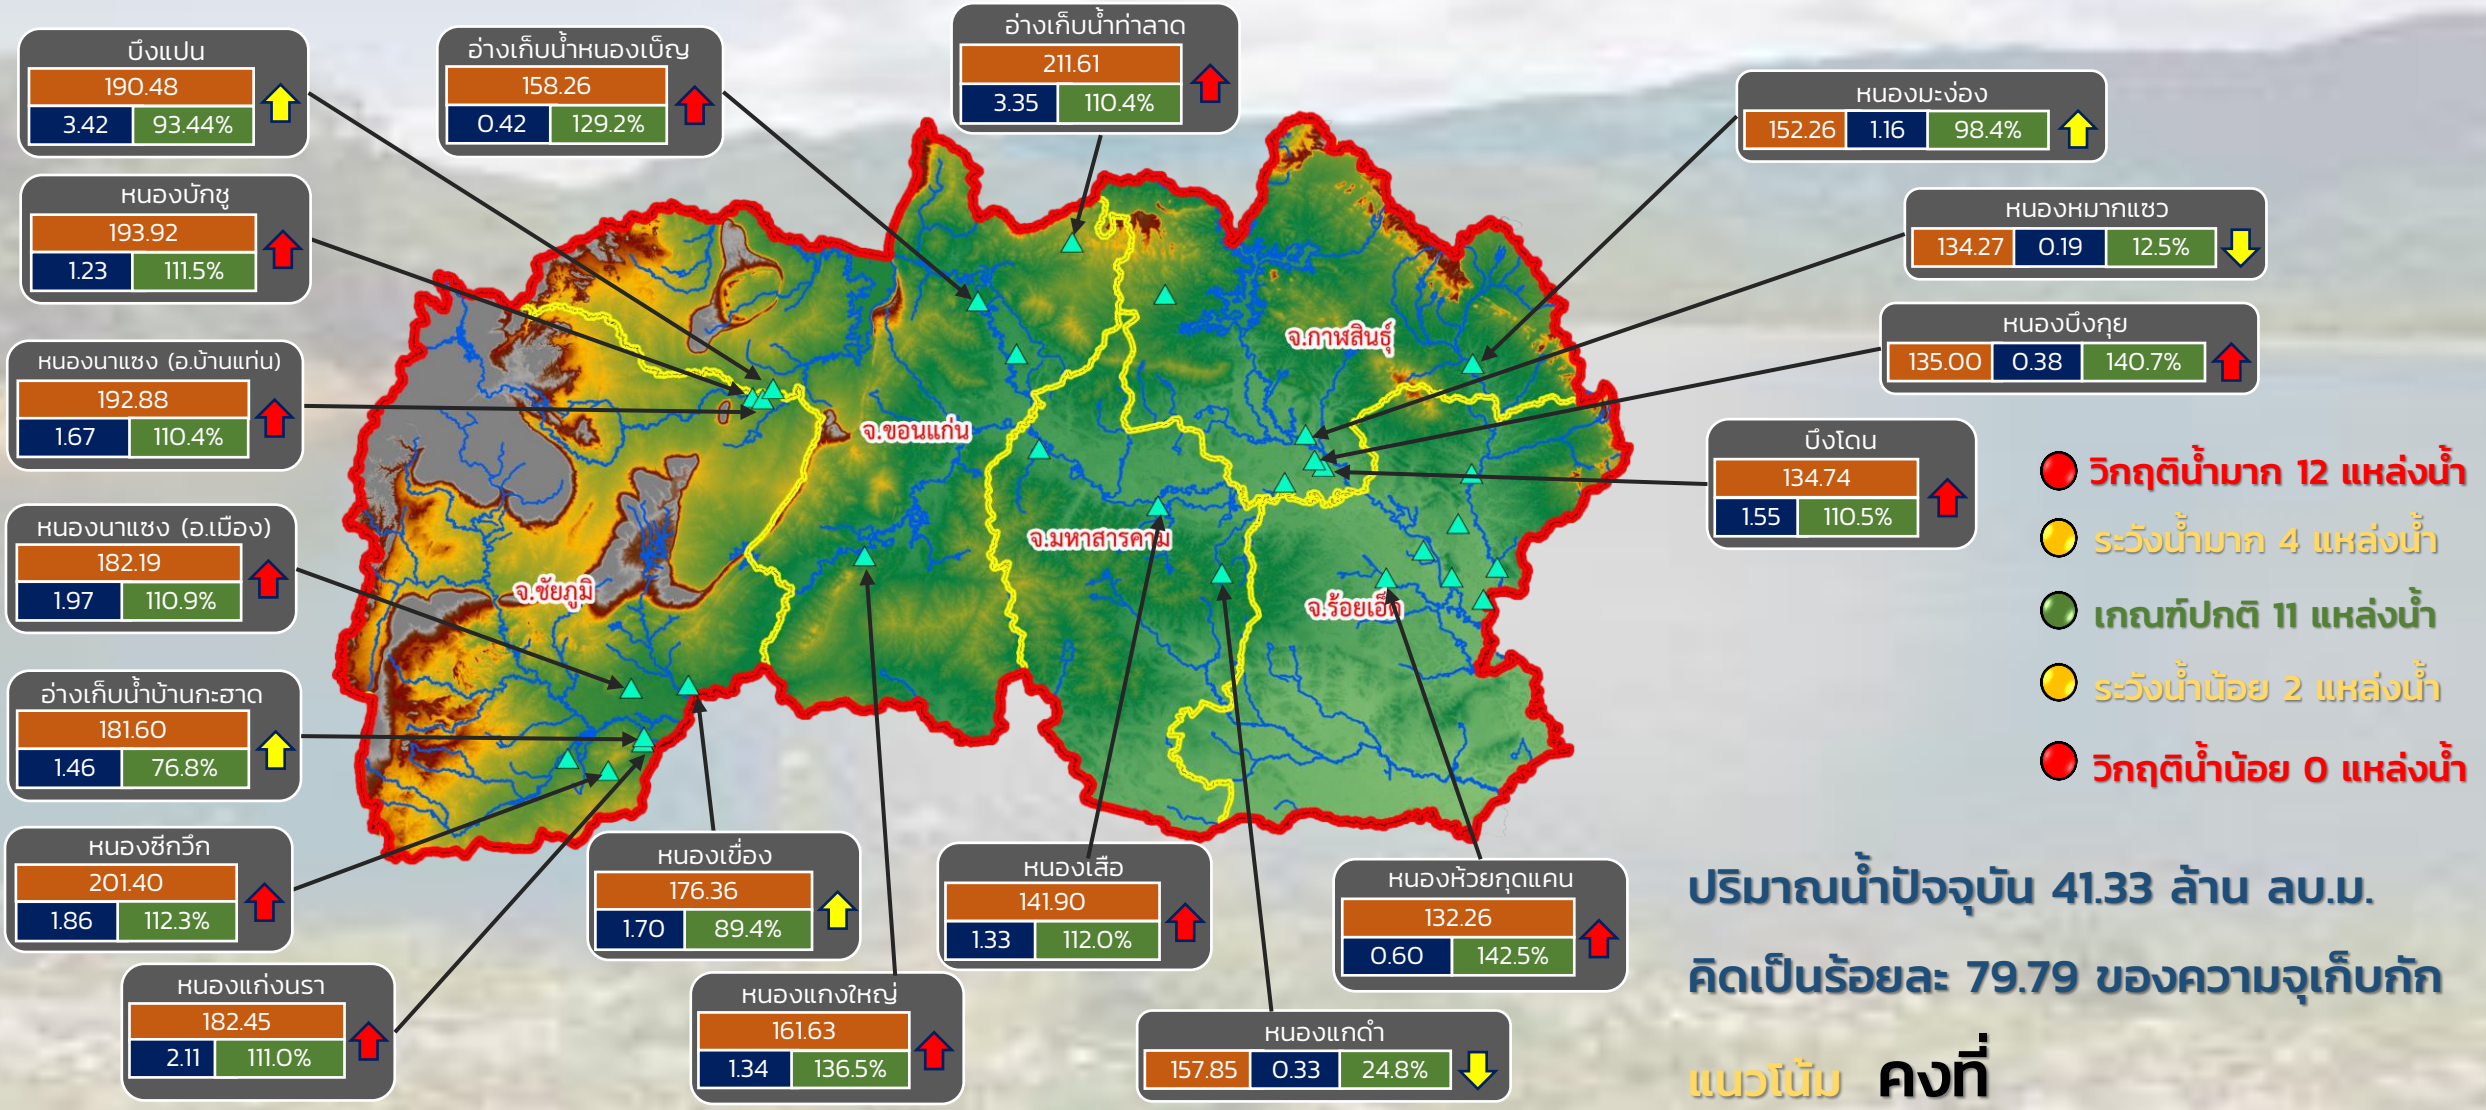 บึงแปน
190.48
3.42 93.44%
อ่างเก็บน้ำหนองเบ็ญ
158.26
0.42 129.2%
อ่างเก็บน้ำท่าลาด
211.61
3.35 110.4%
หนองมะง่อง
152.26 1.16 98.4%
หนองบักชู
193.92
1.23 111.5%
หนองหมากแซว
134.27 0.19 12.5%
หนองบึงกุย
135.00 0.38 140.7%
หนองนาแซง (อ.บ้านแท่น)
192.88
1.67 110.4%
บึงโดน
134.74
1.55 110.5%
หนองนาแซง (อ.เมือง)
182.19
1.97 110.9%
อ่างเก็บน้ำบ้านกะฮาด
181.60
1.46 76.8%
หนองซึกวึก
201.40
1.86 112.3%
หนองแก่งนรา
182.45
2.11 111.0%
หนองเขื่อง
176.36
1.70 89.4%
หนองแกงใหญ่
161.63
1.34 136.5%
หนองเสือ
141.90
1.33 112.0%
หนองแกดำ
157.85 0.33 24.8%
หนองห้วยกุดแคน
132.26
0.60 142.5%
จ.กาฬสินธุ์
จ.ขอนแก่น
จ.มหาสารคาม
จ.ชัยภูมิ
จ.ร้อยเอ็ด
วิกฤติน้ำมาก 12 แหล่งน้ำ
ระวังน้ำมาก 4 แหล่งน้ำ
เกณฑ์ปกติ 11 แหล่งน้ำ
ระวังน้ำน้อย 2 แหล่งน้ำ
วิกฤติน้ำน้อย 0 แหล่งน้ำ
ปริมาณน้ำปัจจุบัน 41.33 ล้าน ลบ.ม.
คิดเป็นร้อยละ 79.79 ของความจุเก็บกัก
แนวโน้ม คงที่